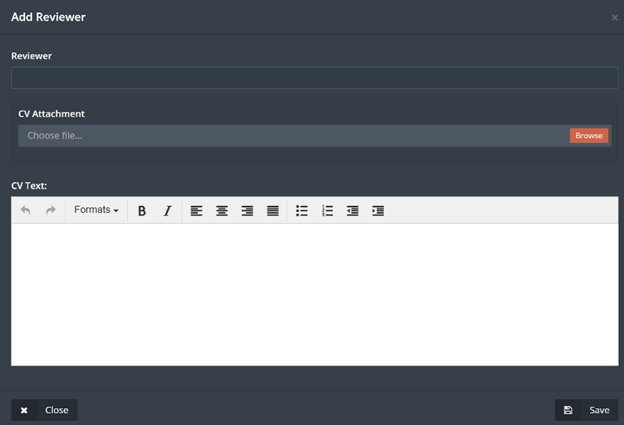 Add Reviewer
×
Reviewer
CV Attachment
Choose file...
Browse
CV Text:
Formats B I
Close
Save